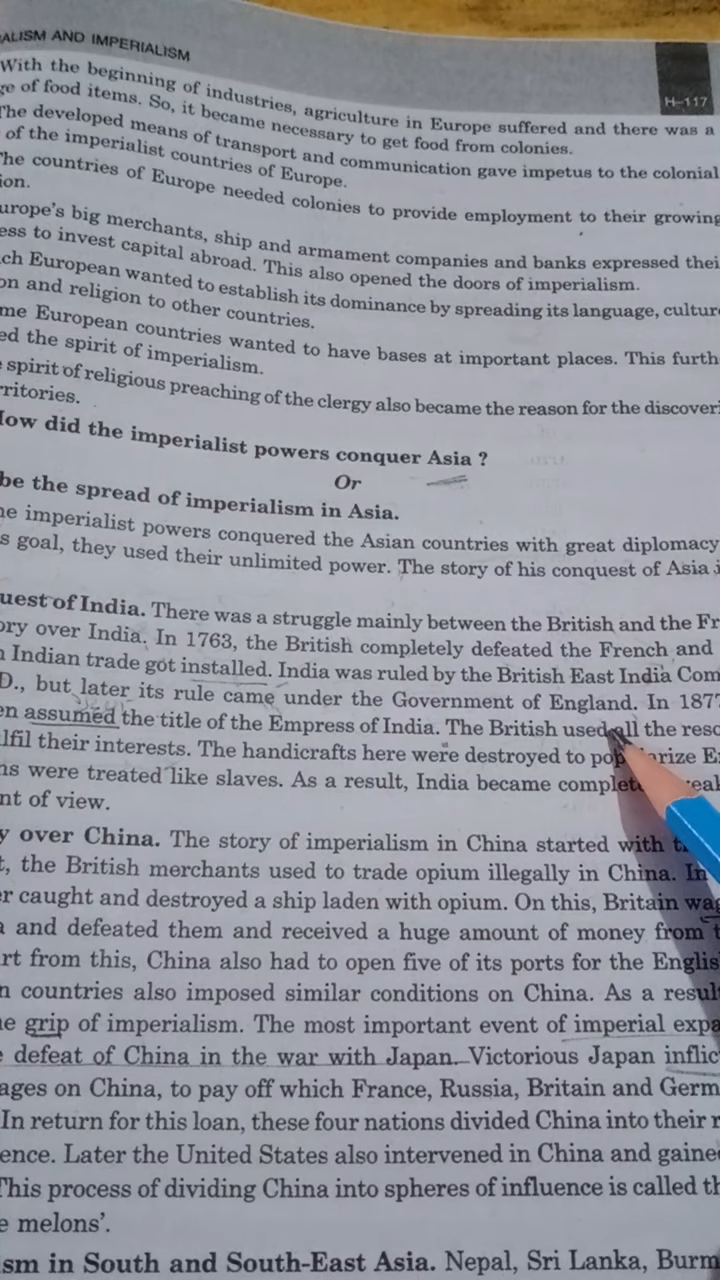 ALISM AND IMPERIALISM
H–117
With the beginning of industries, agriculture in Europe suffered and there was a
ge of food items. So, it became necessary to get food from colonies.
The developed means of transport and communication gave impetus to the colonial
of the imperialist countries of Europe.
The countries of Europe needed colonies to provide employment to their growing
ion.
urope's big merchants, ship and armament companies and banks expressed thei
ess to invest capital abroad. This also opened the doors of imperialism.
ch European wanted to establish its dominance by spreading its language, cultur
on and religion to other countries.
me European countries wanted to have bases at important places. This furth
ed the spirit of imperialism.
spirit of religious preaching of the clergy also became the reason for the discoveri
rritories.
How did the imperialist powers conquer Asia ?
Or
be the spread of imperialism in Asia.
he imperialist powers conquered the Asian countries with great diplomacy
s goal, they used their unlimited power. The story of his conquest of Asia i
uest of India. There was a struggle mainly between the British and the Fr
ory over India. In 1763, the British completely defeated the French and
n Indian trade got installed. India was ruled by the British East India Com
D., but later its rule came under the Government of England. In 1877
en assumed the title of the Empress of India. The British used all the reso
lfil their interests. The handicrafts here were destroyed to pop arize E
ns were treated like slaves. As a result, India became complet eak
nt of view.
y over China. The story of imperialism in China started with t
t, the British merchants used to trade opium illegally in China. In
er caught and destroyed a ship laden with opium. On this, Britain wag
a and defeated them and received a huge amount of money from t
rt from this, China also had to open five of its ports for the Englis
n countries also imposed similar conditions on China. As a resul
he grip of imperialism. The most important event of imperial expa
e defeat of China in the war with Japan. Victorious Japan inflic
ages on China, to pay off which France, Russia, Britain and Germ
In return for this loan, these four nations divided China into their r
ence. Later the United States also intervened in China and gaine
This process of dividing China into spheres of influence is called th
e melons'.
sm in South and South-East Asia. Nepal, Sri Lanka, Burm